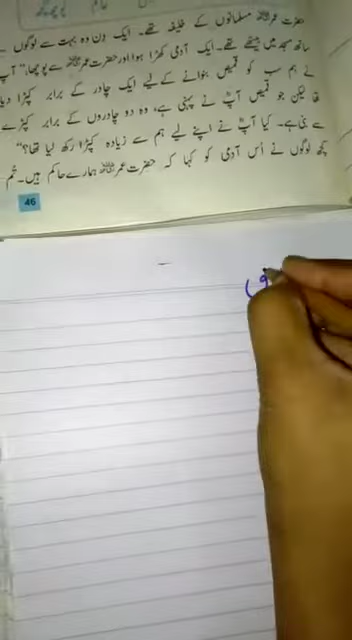 حاکم پوچھنا
حضرت عمرؓ مسلمانوں کے خلیفہ تھے۔ ایک دن وہ بہت سے لوگوں
ساتھ مسجد میں بیٹھے تھے۔ ایک آدمی کھڑا ہوا اور حضرت عمرؓ سے پوچھا، ”آپ
نے ہم سب کو قمیض بنوانے کے لیے ایک چادر کے برابر کپڑا دیا
تھا لیکن جو قمیض آپؓ نے پہنی ہے، وہ دو چادروں کے برابر کپڑے
سے بنی ہے۔ کیا آپؓ نے اپنے لیے ہم سے زیادہ کپڑا رکھ لیا تھا؟“
کچھ لوگوں نے اُس آدمی کو کہا کہ حضرت عمرؓ ہمارے حاکم ہیں۔ تم
46